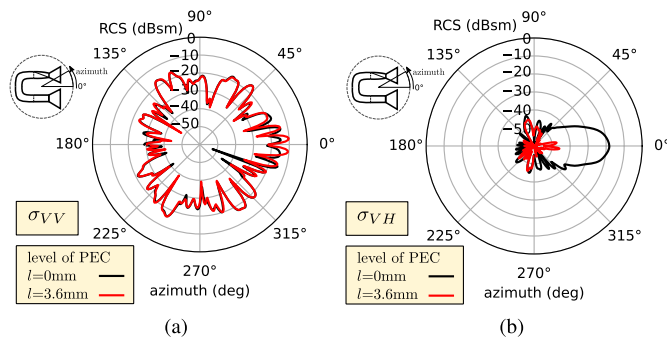 RCS (dBsm)
90°
135°
45°
0
−10
−20
−30
−40
−50
180°
0°
azimuth
0°
σVV
225°
315°
270°
azimuth (deg)
level of PEC
l=0mm
l=3.6mm
(a)
RCS (dBsm)
90°
135°
45°
0
−10
−20
−30
−40
180°
0°
azimuth
0°
σVH
225°
315°
270°
azimuth (deg)
level of PEC
l=0mm
l=3.6mm
(b)